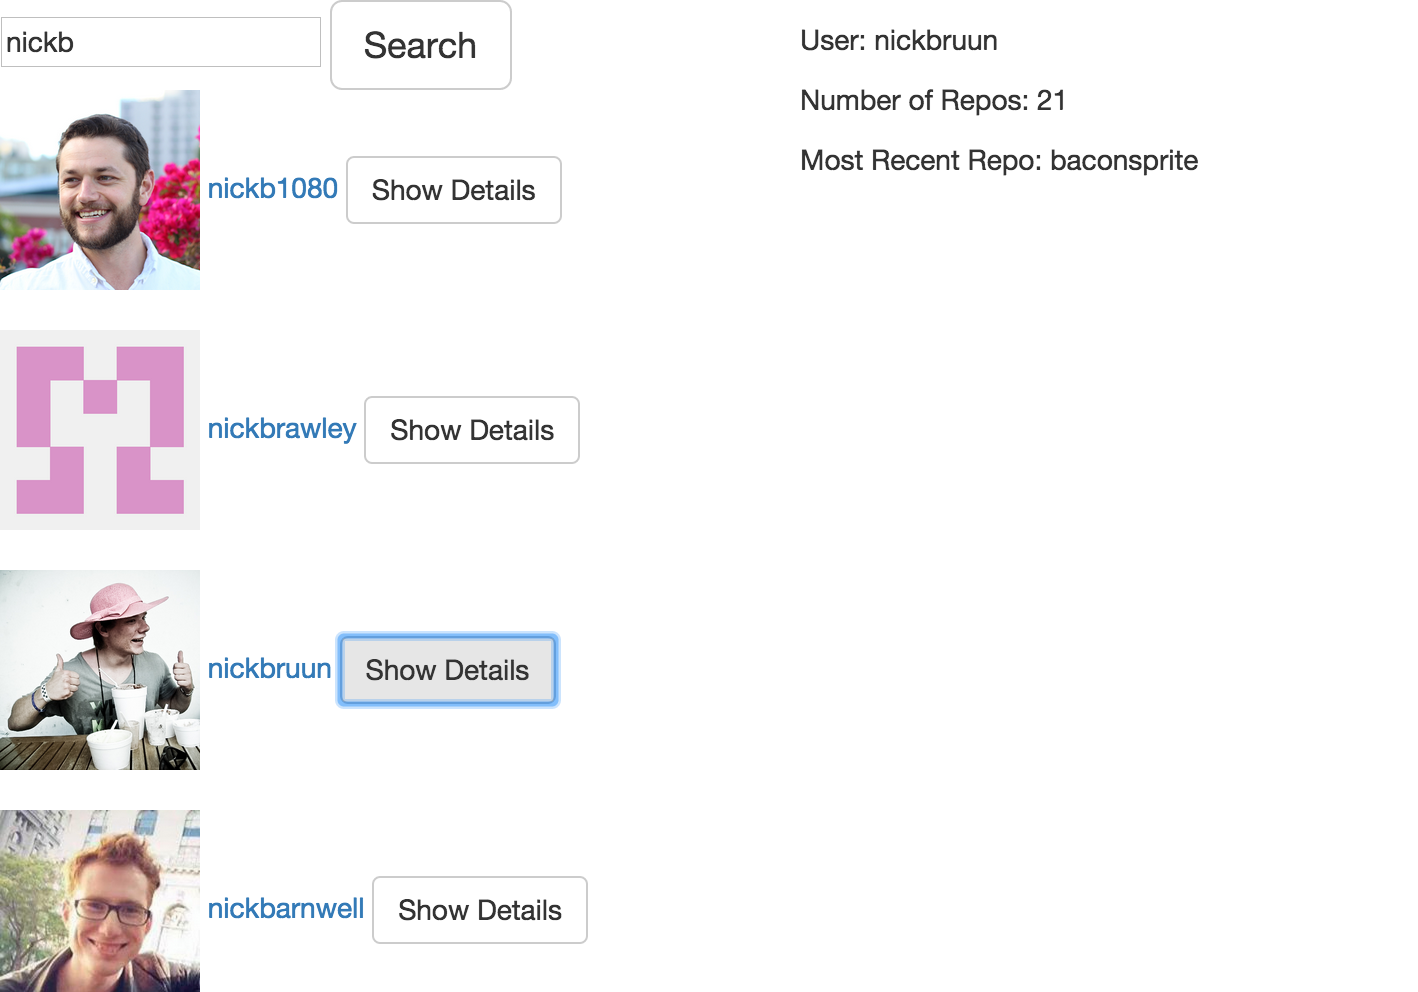 nickb
Search
nickb1080 Show Details
nickbrawley Show Details
nickbruun Show Details
nickbarnwell Show Details
User: nickbruun
Number of Repos: 21
Most Recent Repo: baconsprite